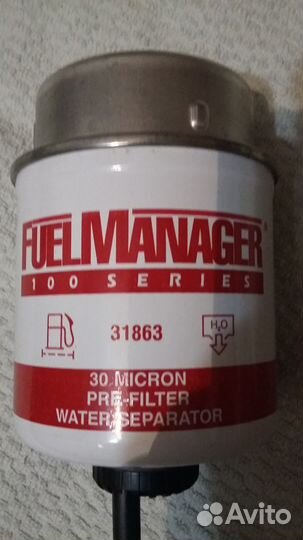 FUELMANAGER®
100 SERIES
31863
H₂O
30 MICRON
PRE-FILTER
WATER SEPARATOR
Avito